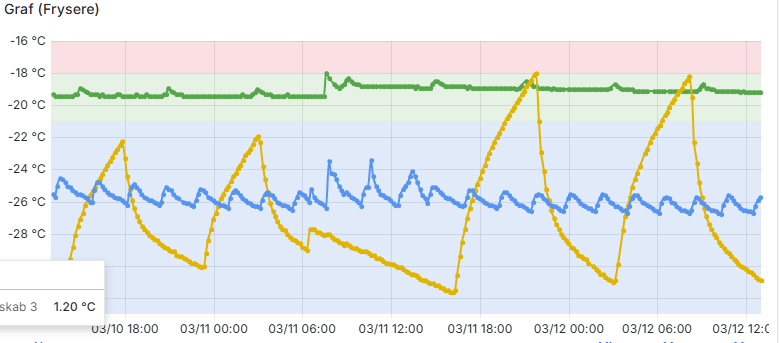 Graf (Frysere)
-16 °C
-18 °C
-20 °C
-22 °C
-24 °C
-26 °C
-28 °C
skab 3 1.20 °C
03/10 18:00 03/11 00:00 03/11 06:00 03/11 12:00 03/11 18:00 03/12 00:00 03/12 06:00 03/12 12:0